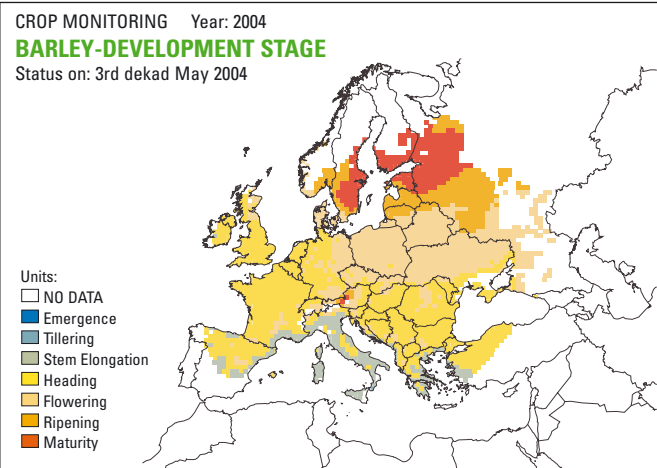 CROP MONITORING Year: 2004
BARLEY-DEVELOPMENT STAGE
Status on: 3rd dekad May 2004
Units:
NO DATA
Emergence
Tillering
Stem Elongation
Heading
Flowering
Ripening
Maturity